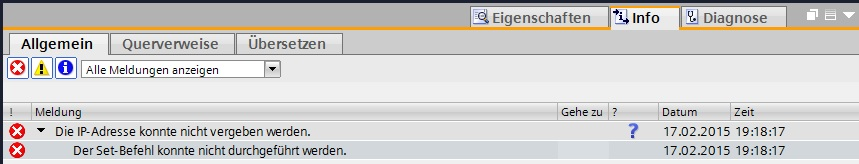 Eigenschaften Info Diagnose
Allgemein Querverweise Übersetzen
Alle Meldungen anzeigen
! Meldung Gehe zu ? Datum Zeit
Die IP-Adresse konnte nicht vergeben werden. ? 17.02.2015 19:18:17
Der Set-Befehl konnte nicht durchgeführt werden. 17.02.2015 19:18:17